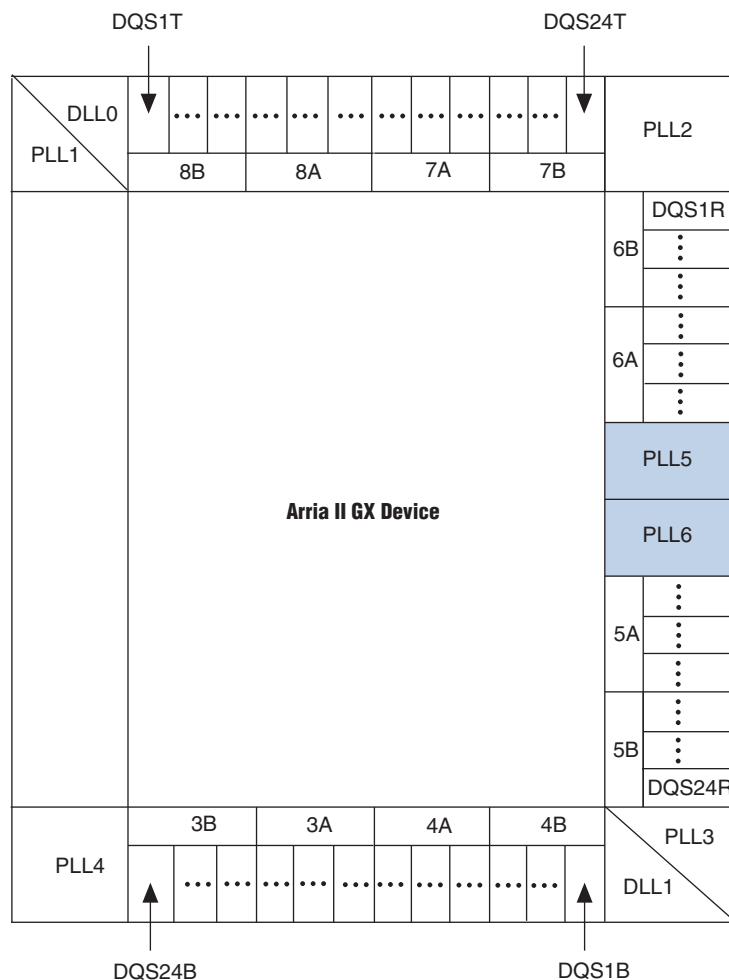 DQS1T DQS24T
DLL0
PLL1
PLL2
8B 8A 7A 7B
DQS1R
6B
6A
PLL5
Arria II GX Device
PLL6
5A
5B
DQS24R
3B 3A 4A 4B
PLL3
PLL4
DLL1
DQS24B DQS1B